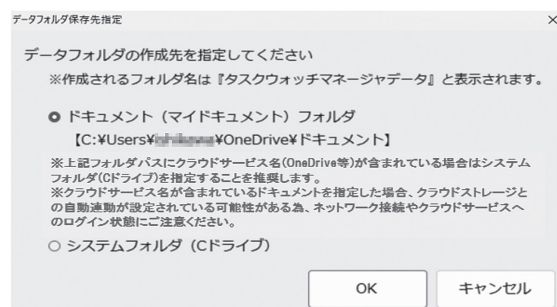 データフォルダ保存先指定
データフォルダの作成先を指定してください
※作成されるフォルダ名は『タスクウォッチマネージャデータ』と表示されます。
ドキュメント（マイドキュメント）フォルダ
【C:¥Users¥ ¥OneDrive¥ドキュメント】
※上記フォルダパスにクラウドサービス名(OneDrive等)が含まれている場合はシステム
フォルダ(Cドライブ)を指定することを推奨します。
※クラウドサービス名が含まれているドキュメントを指定した場合、クラウドストレージと
の自動連動が設定されている可能性がある為、ネットワーク接続やクラウドサービスへ
のログイン状態にご注意ください。
システムフォルダ（Cドライブ）
OK
キャンセル